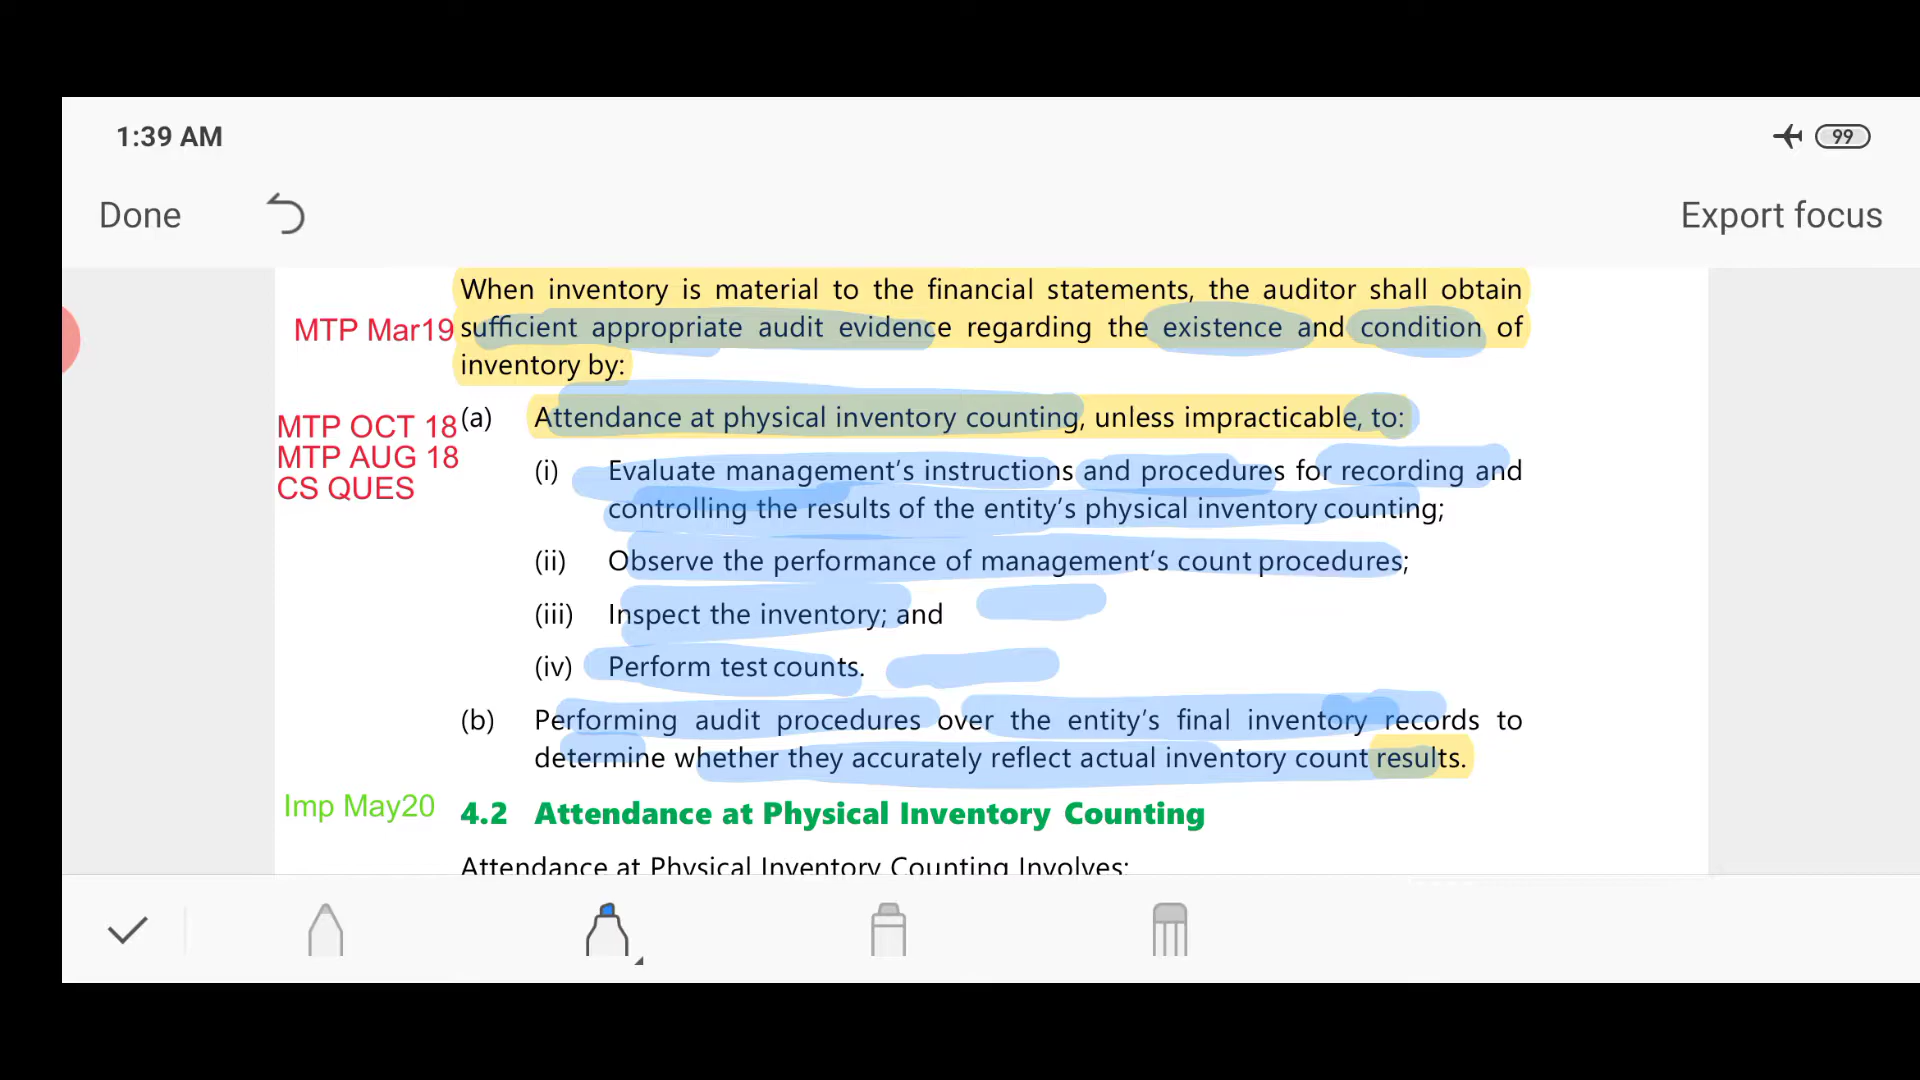 1:39 AM
99
Done
Export focus
When inventory is material to the financial statements, the auditor shall obtain
MTP Mar19 sufficient appropriate audit evidence regarding the existence and condition of
inventory by:
MTP OCT 18 (a) Attendance at physical inventory counting, unless impracticable, to:
MTP AUG 18
CS QUES
(i) Evaluate management's instructions and procedures for recording and
controlling the results of the entity's physical inventory counting;
(ii) Observe the performance of management's count procedures;
(iii) Inspect the inventory; and
(iv) Perform test counts.
(b) Performing audit procedures over the entity's final inventory records to
determine whether they accurately reflect actual inventory count results.
Imp May20 4.2 Attendance at Physical Inventory Counting
Attendance at Physical Inventory Counting Involves: